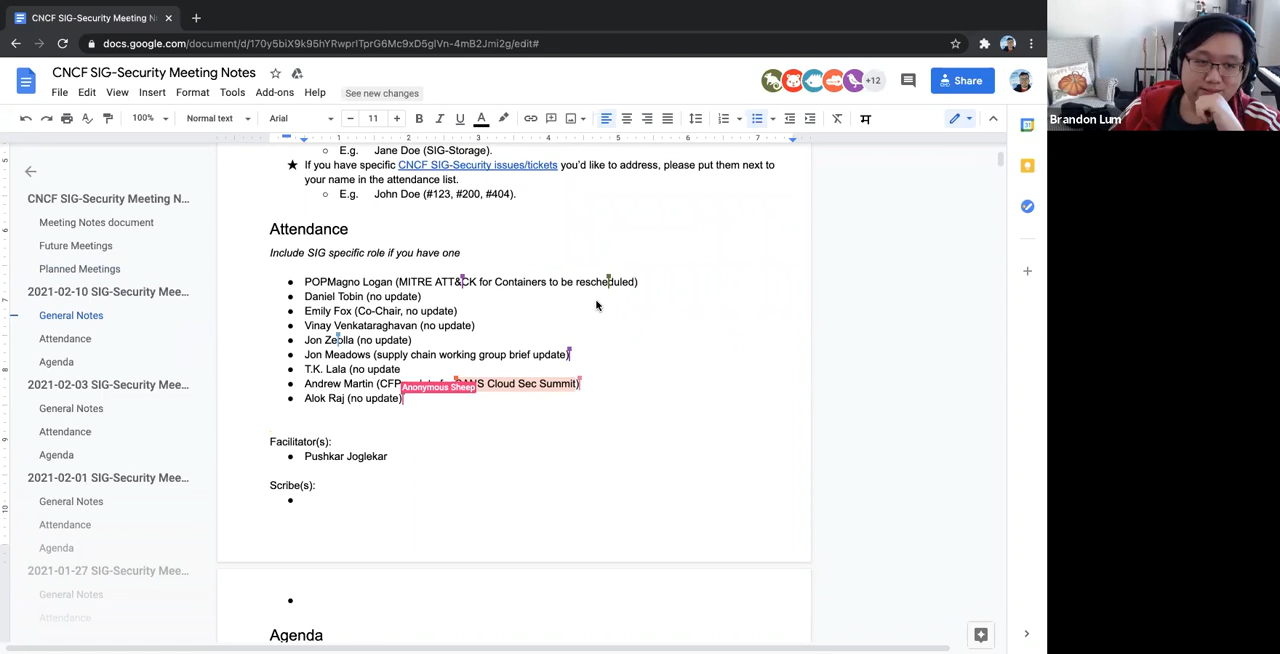 CNCF SIG-Security Meeting N
docs.google.com/document/d/170y5biX9k95hYRwprlTprG6Mc9xD5glVn-4mB2Jmi2g/edit#
CNCF SIG-Security Meeting Notes
File Edit View Insert Format Tools Add-ons Help See new changes
+12
Share
100% Normal text Arial 11
1 2 3 4 5 6 7
CNCF SIG-Security Meeting N...
Meeting Notes document
Future Meetings
Planned Meetings
2021-02-10 SIG-Security Mee...
General Notes
Attendance
Agenda
2021-02-03 SIG-Security Mee...
General Notes
Attendance
Agenda
2021-02-01 SIG-Security Mee...
General Notes
Attendance
Agenda
2021-01-27 SIG-Security Mee...
General Notes
Attendance
○ E.g. Jane Doe (SIG-Storage).
★ If you have specific CNCF SIG-Security issues/tickets you'd like to address, please put them next to
your name in the attendance list.
○ E.g. John Doe (#123, #200, #404).
Attendance
Include SIG specific role if you have one
● POPMagno Logan (MITRE ATT&CK for Containers to be rescheduled)
● Daniel Tobin (no update)
● Emily Fox (Co-Chair, no update)
● Vinay Venkataraghavan (no update)
● Jon Zeolla (no update)
● Jon Meadows (supply chain working group brief update)
● T.K. Lala (no update
● Andrew Martin (CFP Cloud Sec Summit)
Anonymous Sheep
● Alok Raj (no update)
Facilitator(s):
● Pushkar Joglekar
Scribe(s):
●
●
Agenda
Brandon Lum